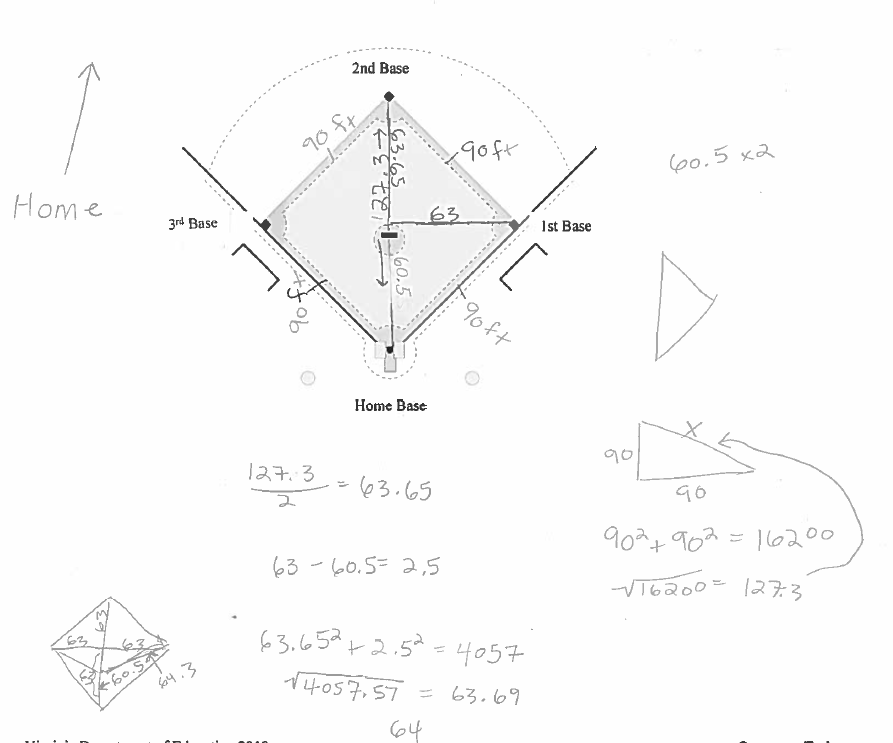 2nd Base
90 ft
63.65
← 127.3 →
90ft
60.5 x2
Home
3rd Base
63
1st Base
60.5
90 ft
90 ft
Home Base
127.3/2 = 63.65
x
90
90
63 - 60.5 = 2.5
90² + 90² = 16200
√16200 = 127.3
63
63
63
63
60.5
64.3
63.65² + 2.5² = 4057
√4057.57 = 63.69
64